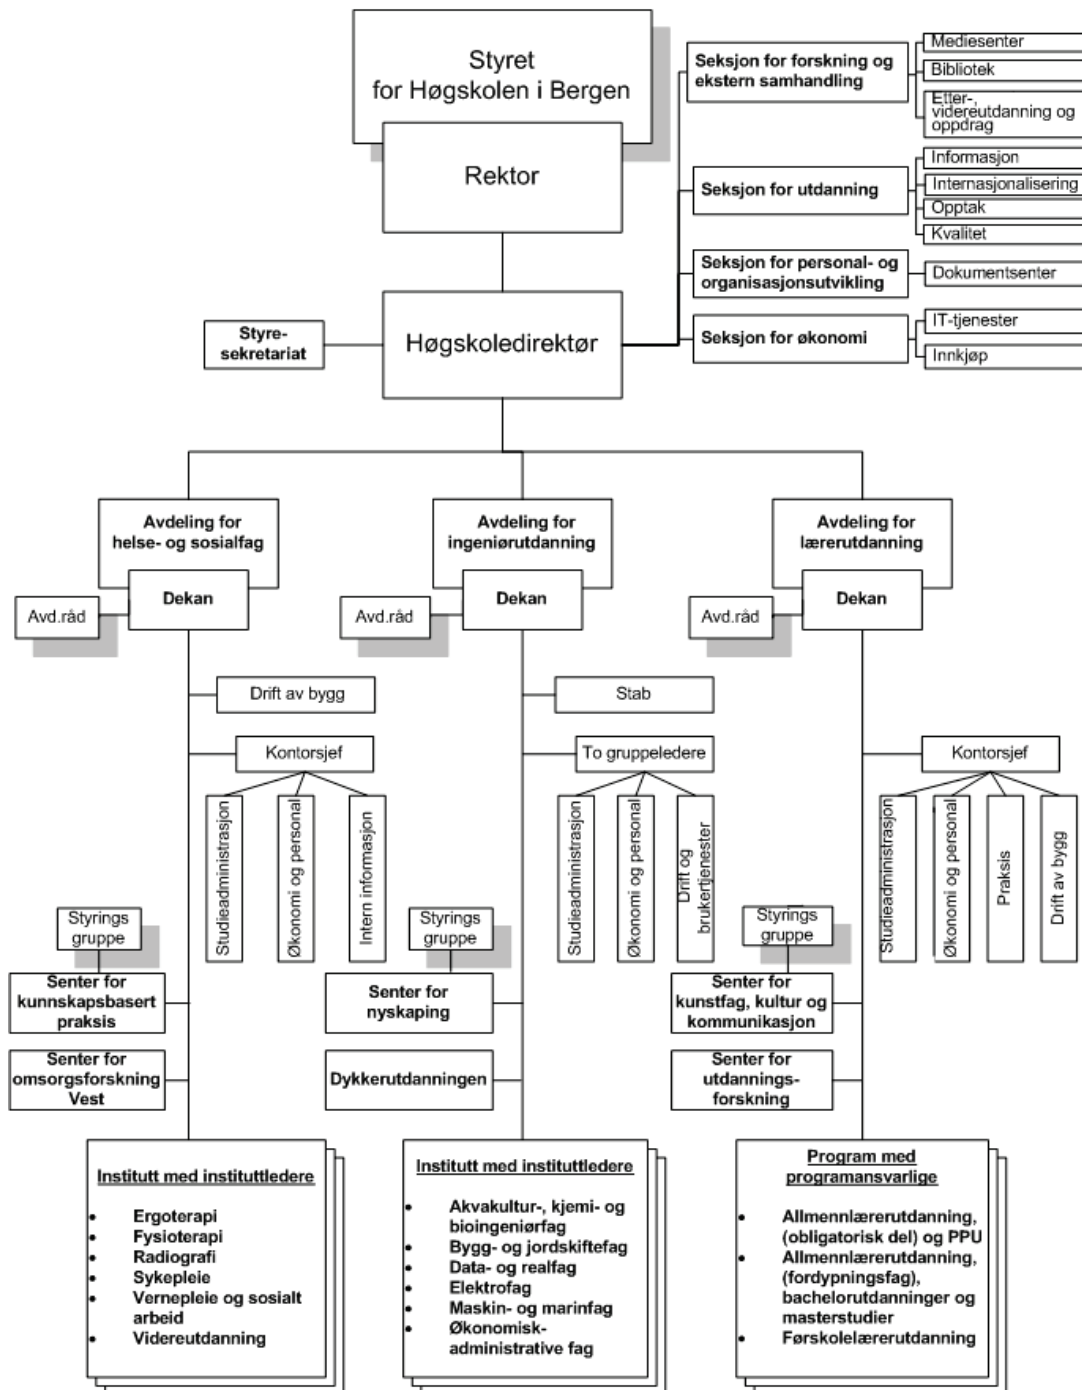 Styret
for Høgskolen i Bergen
Rektor
Seksjon for forskning og
ekstern samhandling
Mediesenter
Bibliotek
Etter-,
videreutdanning og
oppdrag
Seksjon for utdanning
Informasjon
Internasjonalisering
Opptak
Kvalitet
Seksjon for personal- og
organisasjonsutvikling
Dokumentsenter
Styre-
sekretariat
Høgskoledirektør
Seksjon for økonomi
IT-tjenester
Innkjøp
Avdeling for
helse- og sosialfag
Dekan
Avd.råd
Drift av bygg
Kontorsjef
Studieadministrasjon
Økonomi og personal
Intern informasjon
Styrings
gruppe
Senter for
kunnskapsbasert
praksis
Senter for
omsorgsforskning
Vest
Institutt med instituttledere
• Ergoterapi
• Fysioterapi
• Radiografi
• Sykepleie
• Vernepleie og sosialt
arbeid
• Videreutdanning
Avdeling for
ingeniørutdanning
Dekan
Avd.råd
Stab
To gruppeledere
Studieadministrasjon
Økonomi og personal
Drift og
brukertjenester
Styrings
gruppe
Senter for
nyskaping
Dykkerutdanningen
Institutt med instituttledere
• Akvakultur-, kjemi- og
bioingeniørfag
• Bygg- og jordskiftefag
• Data- og realfag
• Elektrofag
• Maskin- og marinfag
• Økonomisk-
administrative fag
Avdeling for
lærerutdanning
Dekan
Avd.råd
Kontorsjef
Studieadministrasjon
Økonomi og personal
Praksis
Drift av bygg
Styrings
gruppe
Senter for
kunstfag, kultur og
kommunikasjon
Senter for
utdannings-
forskning
Program med
programansvarlige
• Allmennlærerutdanning,
(obligatorisk del) og PPU
• Allmennlærerutdanning,
(fordypningsfag),
bachelorutdanninger og
masterstudier
• Førskolelærerutdanning